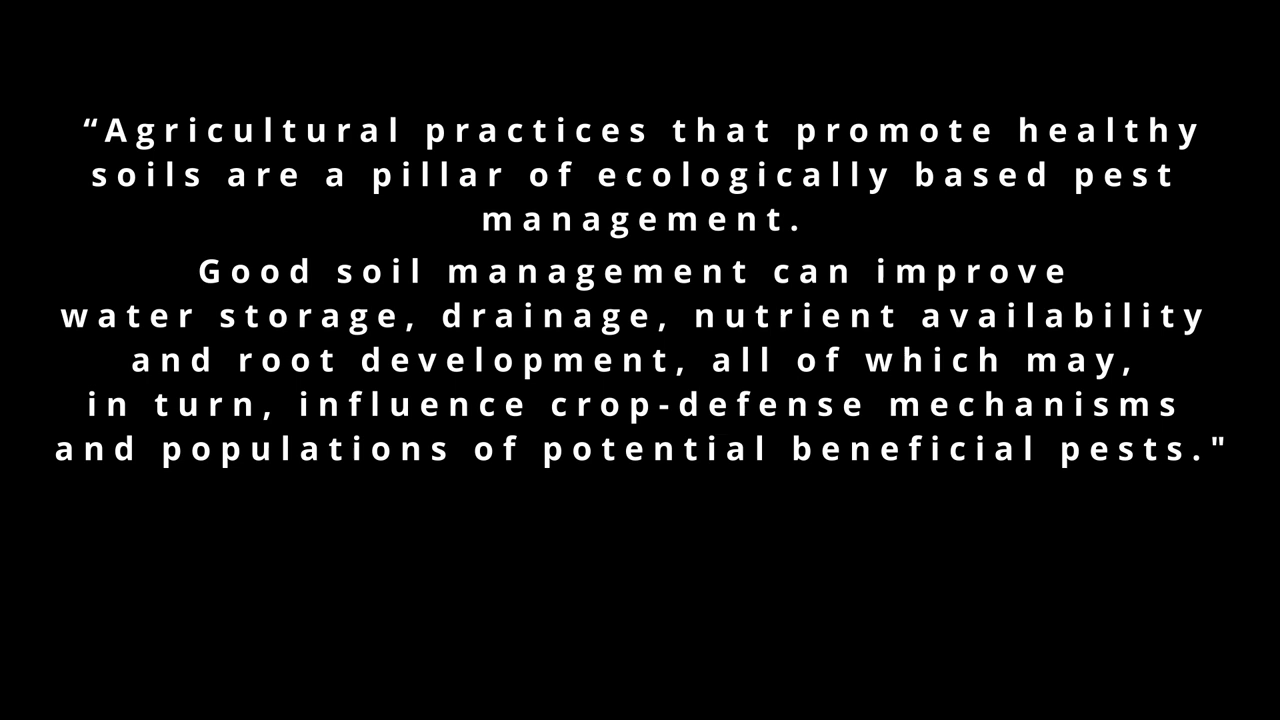 “Agricultural practices that promote healthy
soils are a pillar of ecologically based pest
management.
Good soil management can improve
water storage, drainage, nutrient availability
and root development, all of which may,
in turn, influence crop-defense mechanisms
and populations of potential beneficial pests."